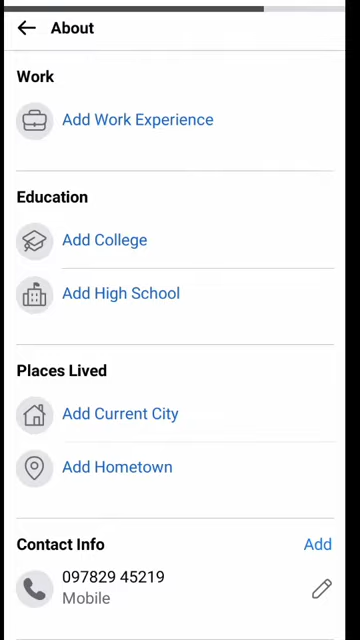 About
Work
Add Work Experience
Education
Add College
Add High School
Places Lived
Add Current City
Add Hometown
Contact Info Add
097829 45219
Mobile